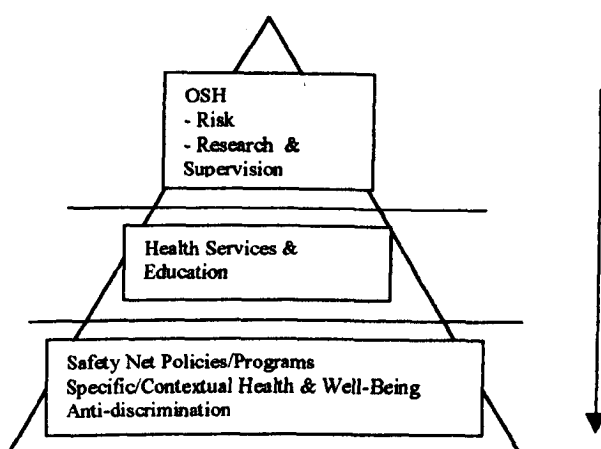 OSH
- Risk
- Research &
Supervision
Health Services &
Education
Safety Net Policies/Programs
Specific/Contextual Health & Well-Being
Anti-discrimination